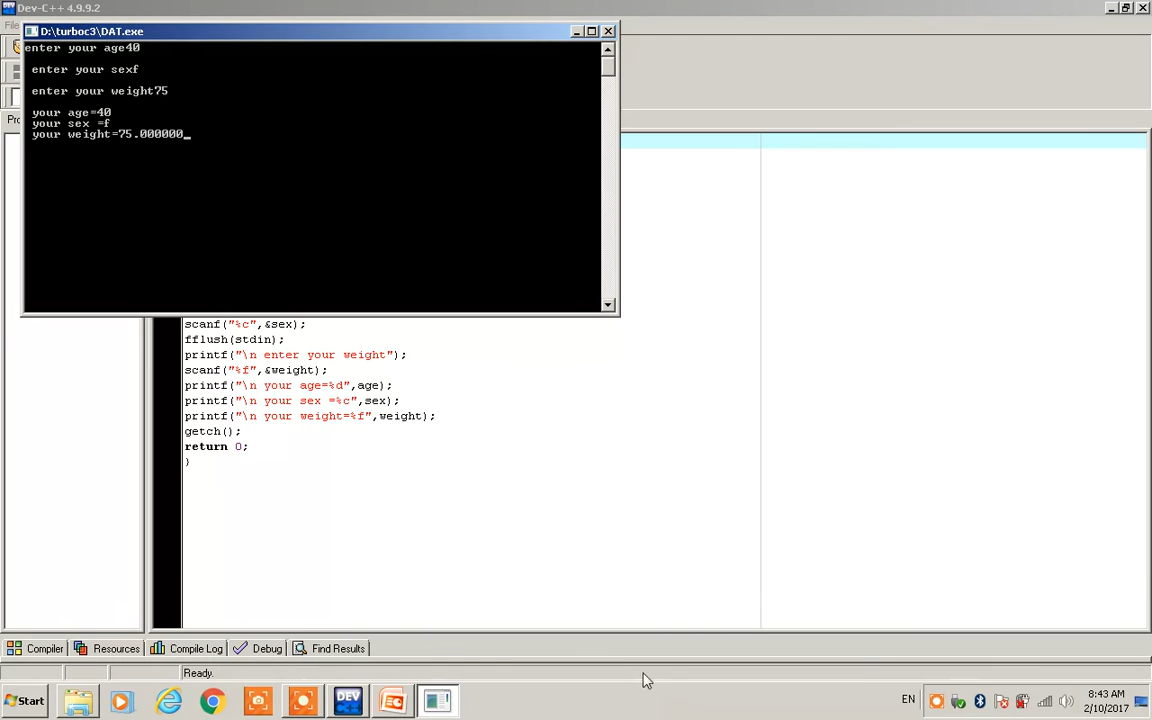 Dev-C++ 4.9.9.2
D:\turboc3\DAT.exe
enter your age40
enter your sexf
enter your weight75
your age=40
your sex =f
your weight=75.000000_
scanf("%c",&sex);
fflush(stdin);
printf("\n enter your weight");
scanf("%f",&weight);
printf("\n your age=%d",age);
printf("\n your sex =%c",sex);
printf("\n your weight=%f",weight);
getch();
return 0;
}
Compiler Resources Compile Log Debug Find Results
Ready.
Start DEV C++ EN 8:43 AM
2/10/2017